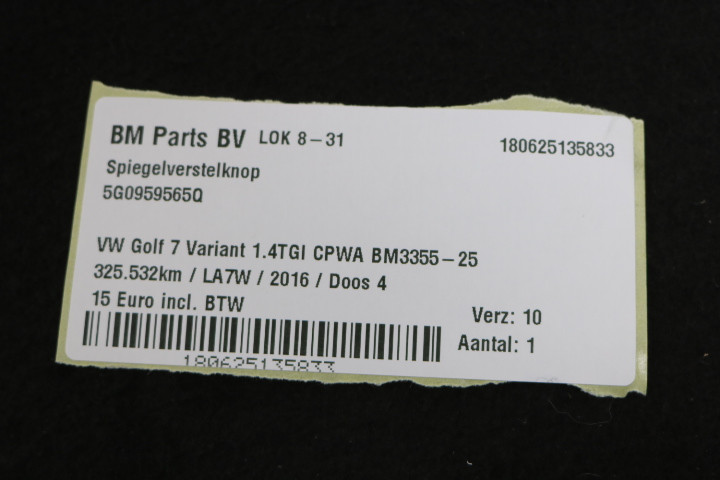 BM Parts BV LOK 8-31 180625135833
Spiegelverstelknop
5G0959565Q
VW Golf 7 Variant 1.4TGI CPWA BM3355-25
325.532km / LA7W / 2016 / Doos 4
15 Euro incl. BTW Verz: 10
Aantal: 1
180625135833